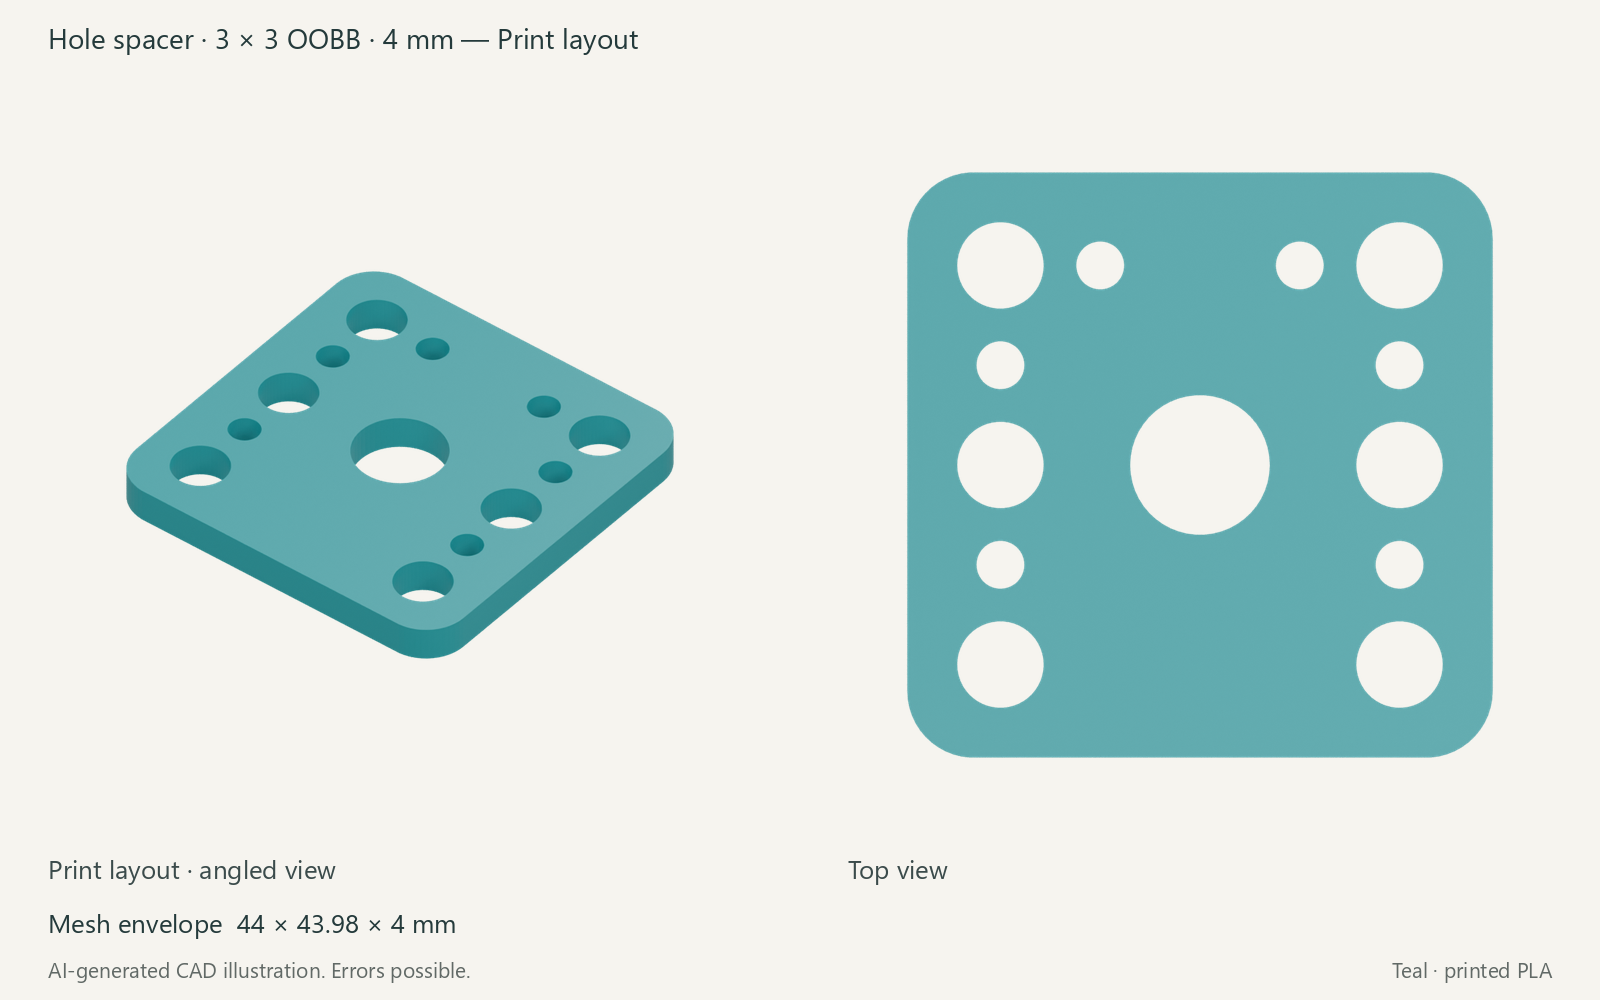 Hole spacer · 3 × 3 OOBB · 4 mm — Print layout
Print layout · angled view
Top view
Mesh envelope  44 × 43.98 × 4 mm
AI-generated CAD illustration. Errors possible.
Teal · printed PLA